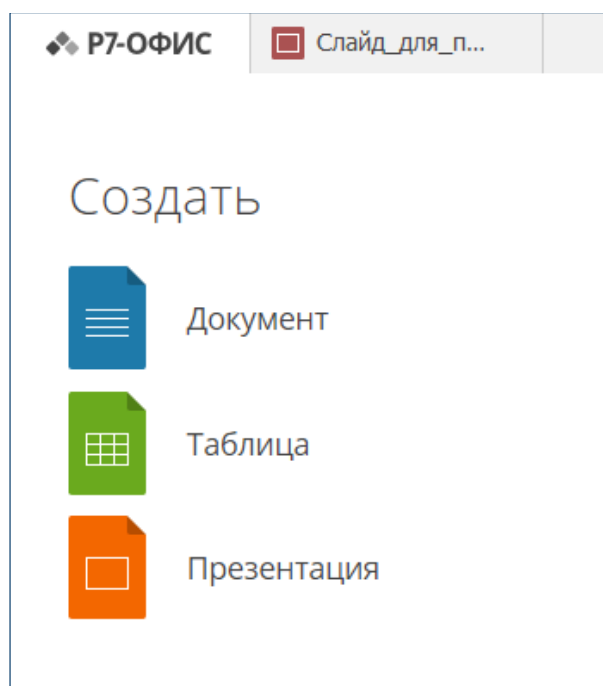 Р7-ОФИС
Слайд_для_п...
Создать
Документ
Таблица
Презентация